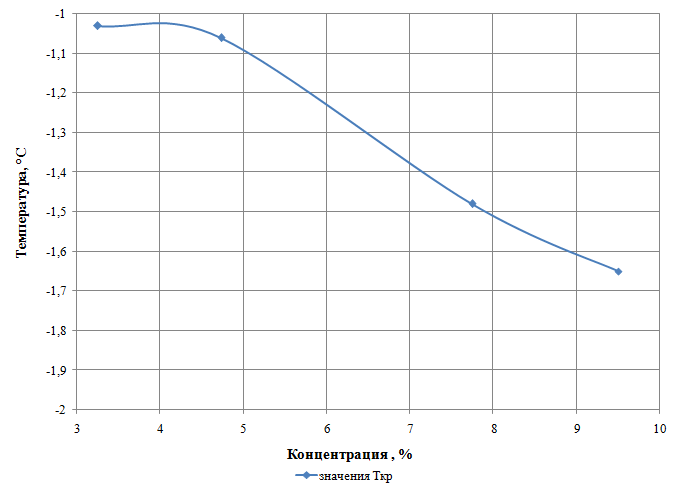 -1
-1,1
-1,2
-1,3
-1,4
-1,5
-1,6
-1,7
-1,8
-1,9
-2
Температура, °С
3 4 5 6 7 8 9 10
Концентрация , %
значения Ткр